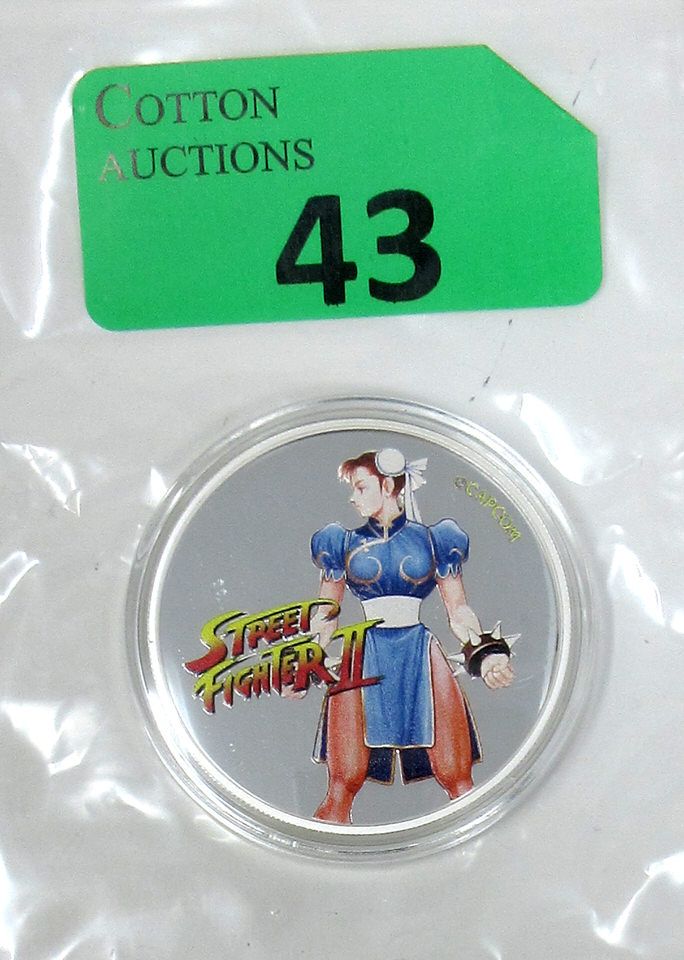 COTTON
AUCTIONS
43
©CAPCOM
STREET
FIGHTER II